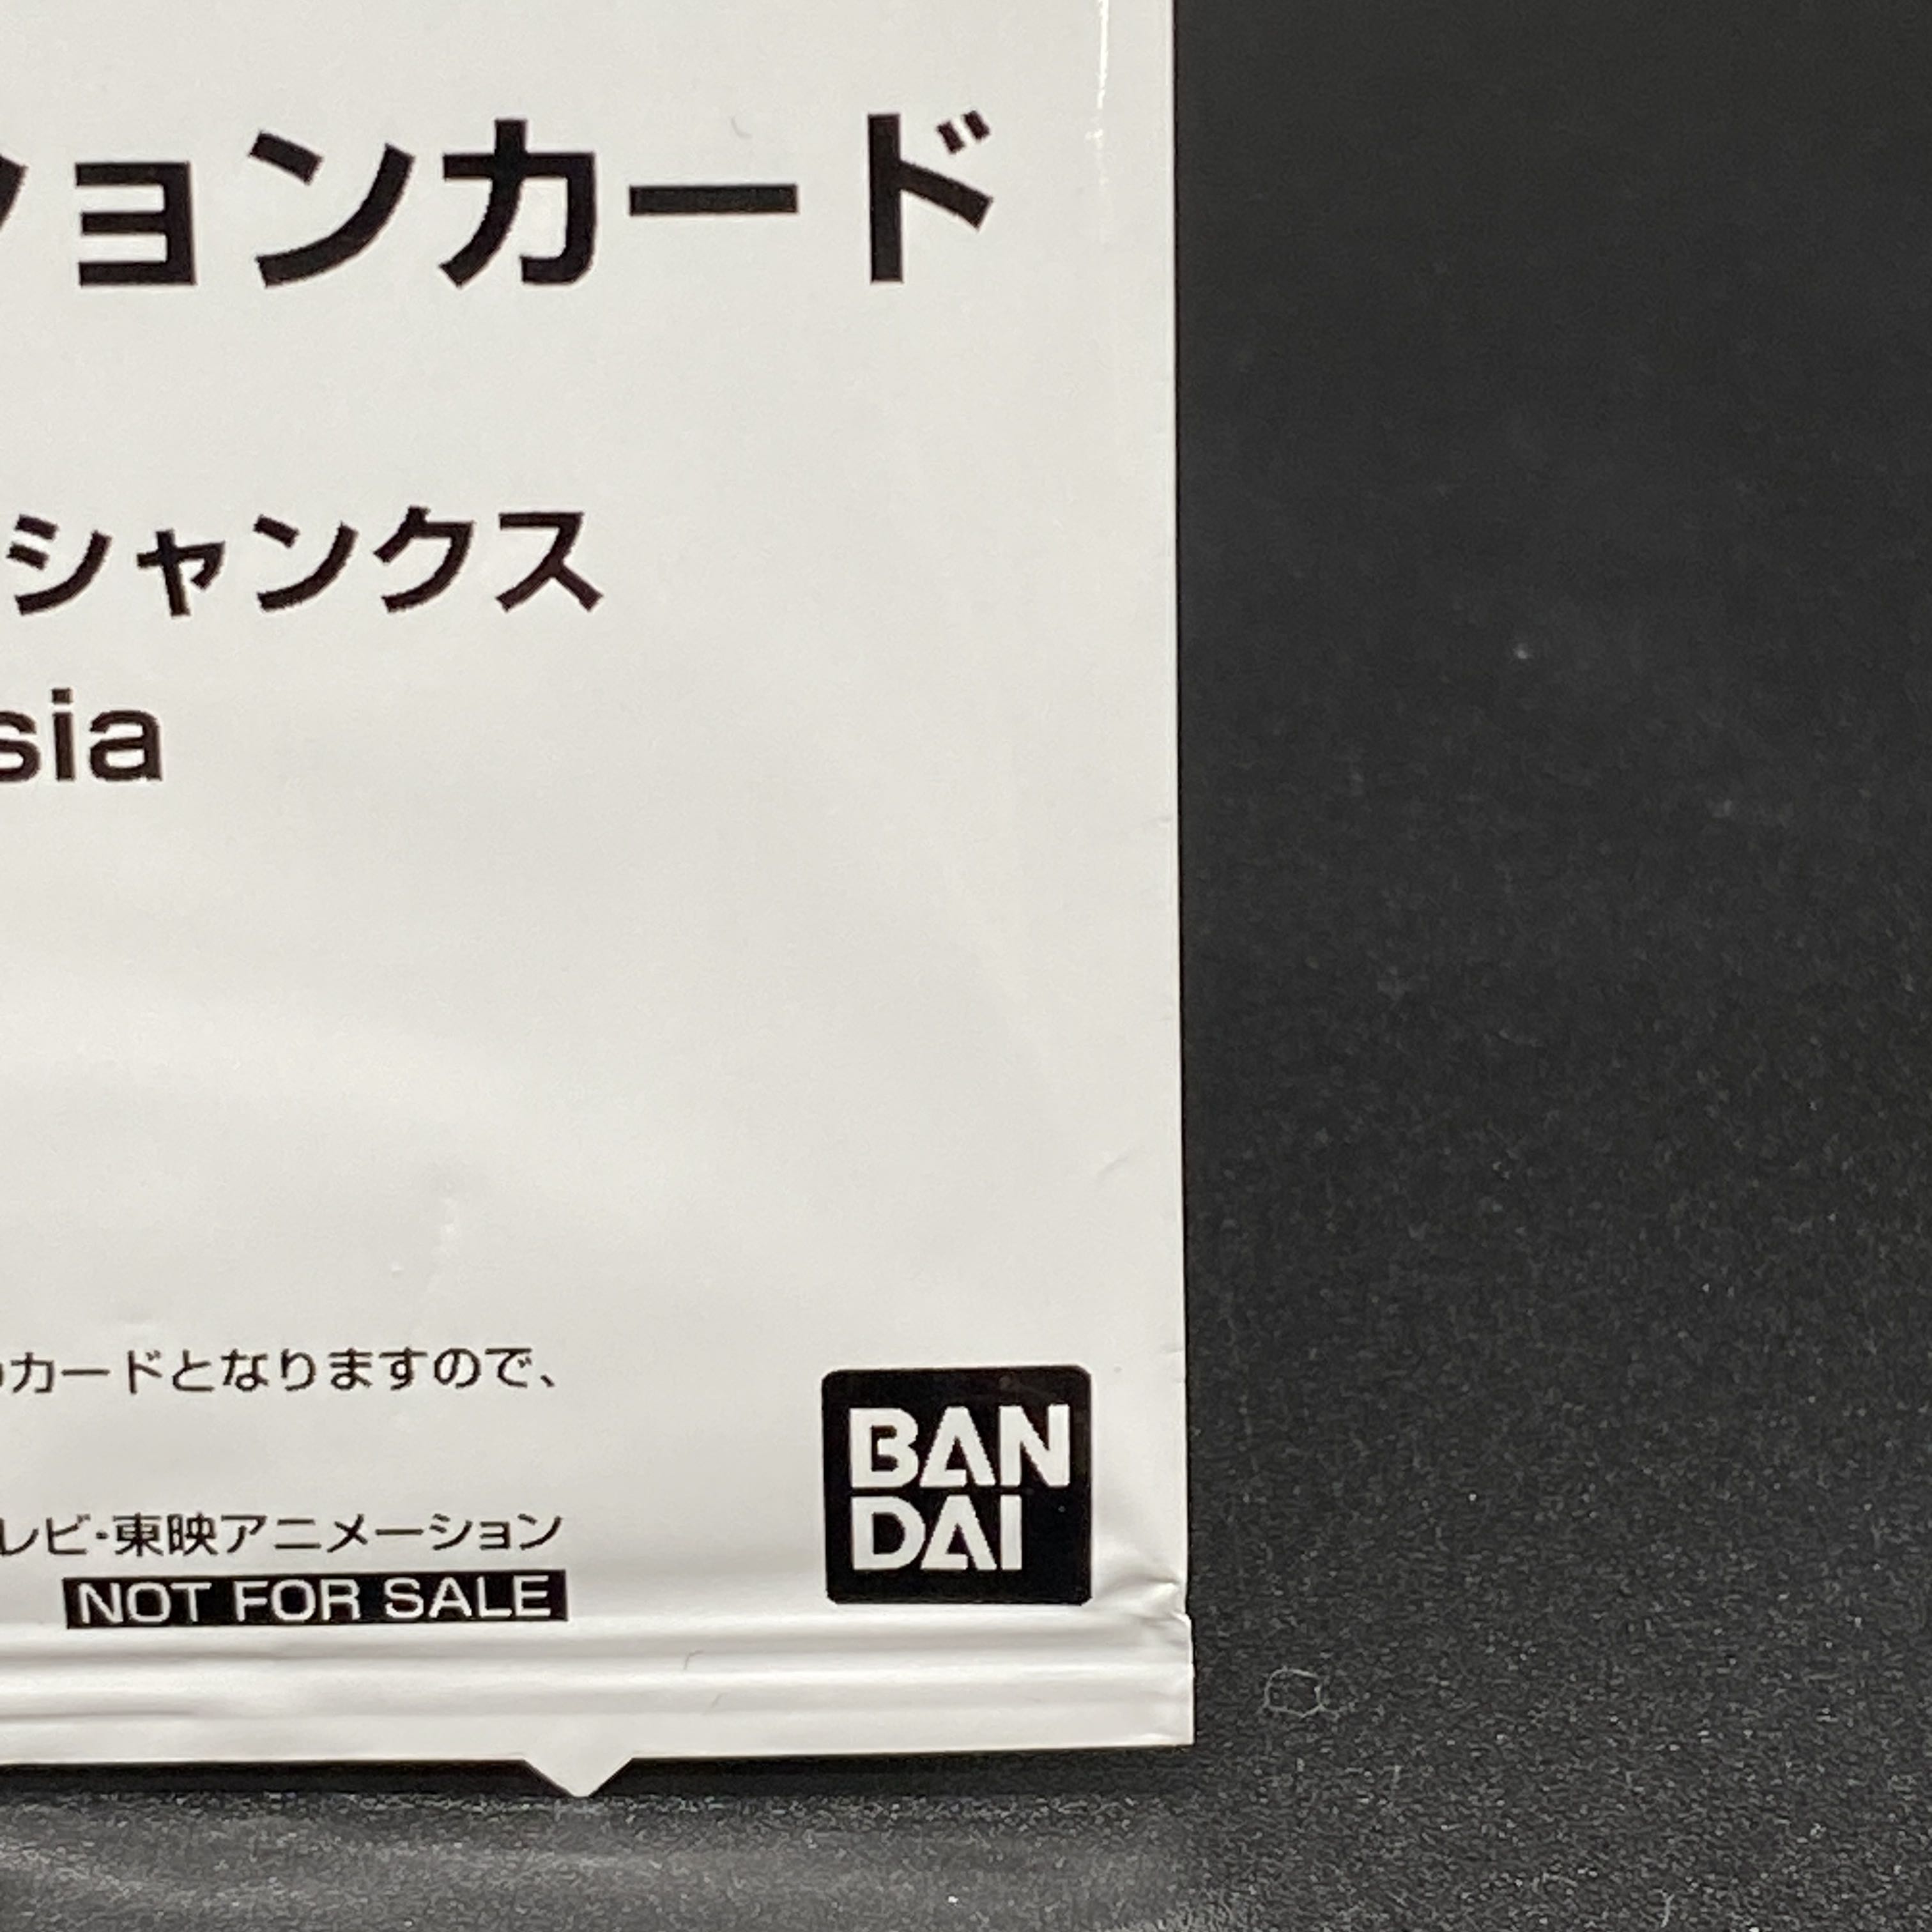 ションカード
シャンクス
sia
カードとなりますので、
レビ・東映アニメーション
NOT FOR SALE
BAN
DAI